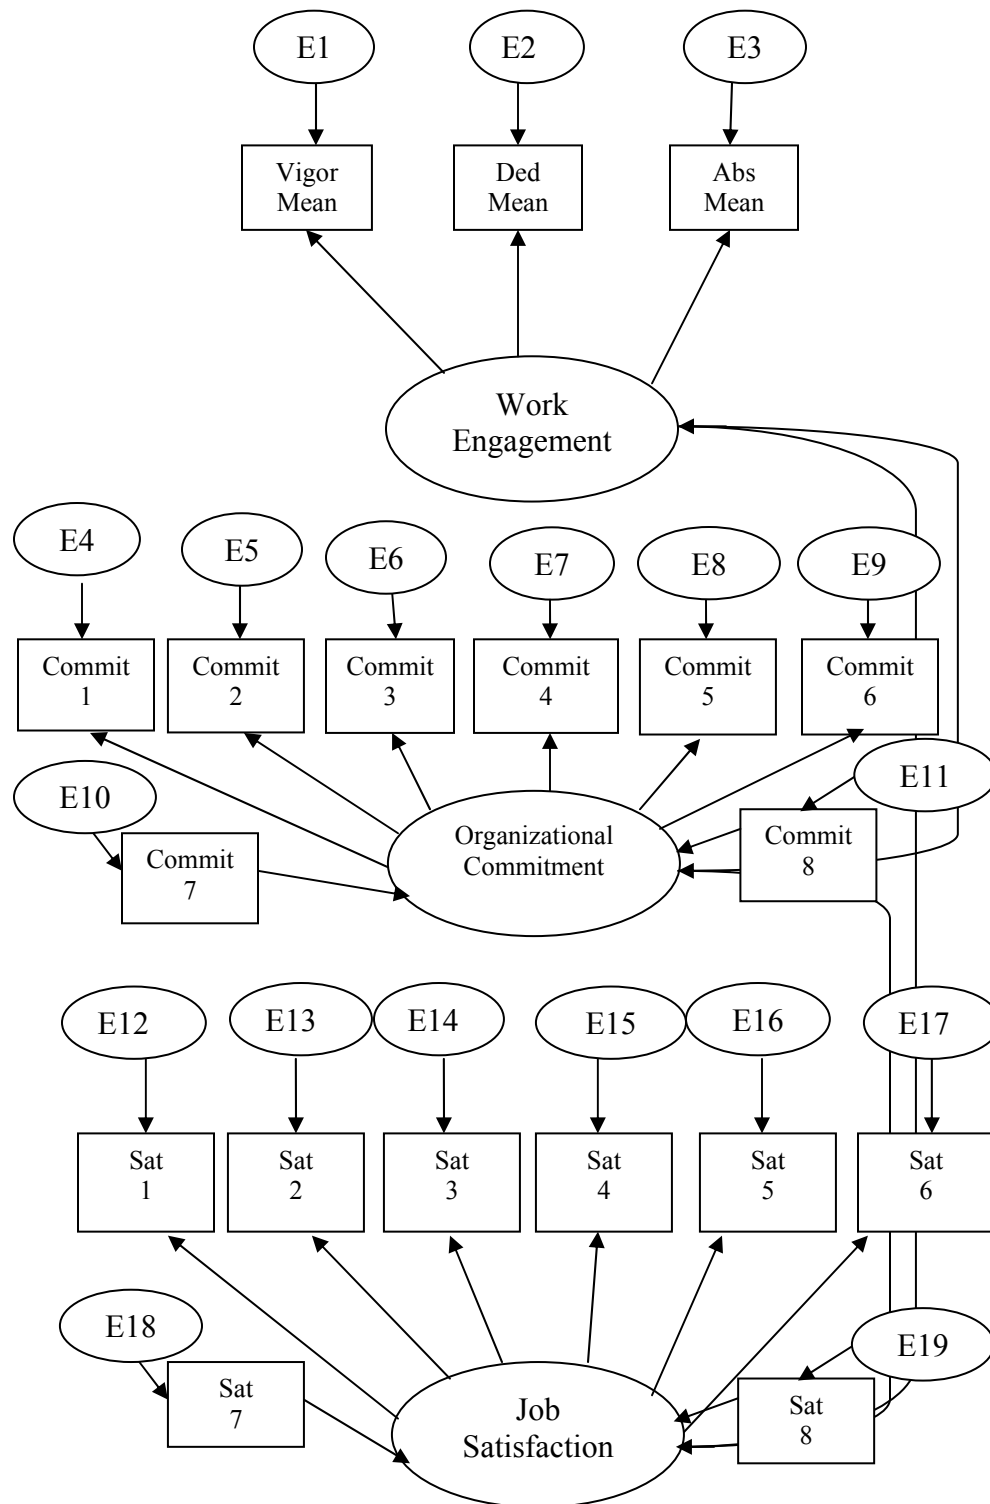 E1
E2
E3
Vigor
Mean
Ded
Mean
Abs
Mean
Work
Engagement
E4
E5
E6
E7
E8
E9
Commit
1
Commit
2
Commit
3
Commit
4
Commit
5
Commit
6
E10
E11
Commit
7
Organizational
Commitment
Commit
8
E12
E13
E14
E15
E16
E17
Sat
1
Sat
2
Sat
3
Sat
4
Sat
5
Sat
6
E18
E19
Sat
7
Job
Satisfaction
Sat
8